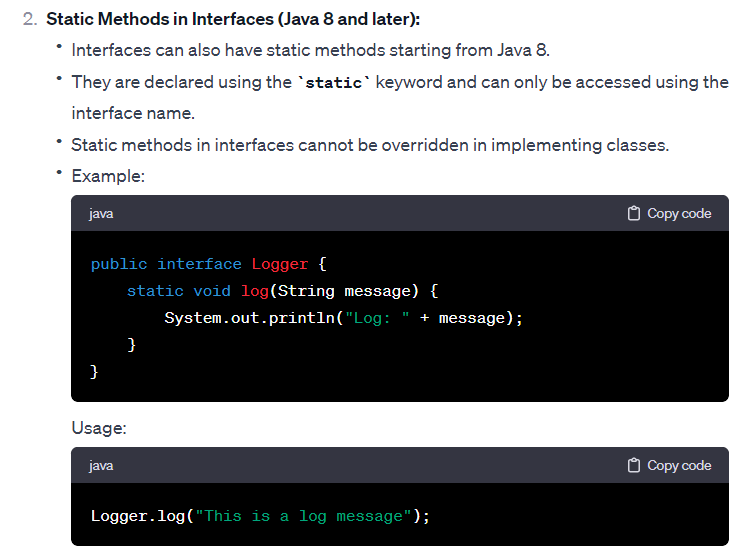 2. Static Methods in Interfaces (Java 8 and later):
• Interfaces can also have static methods starting from Java 8.
• They are declared using the `static` keyword and can only be accessed using the
interface name.
• Static methods in interfaces cannot be overridden in implementing classes.
• Example:
java Copy code
public interface Logger {
    static void log(String message) {
        System.out.println("Log: " + message);
    }
}
Usage:
java Copy code
Logger.log("This is a log message");